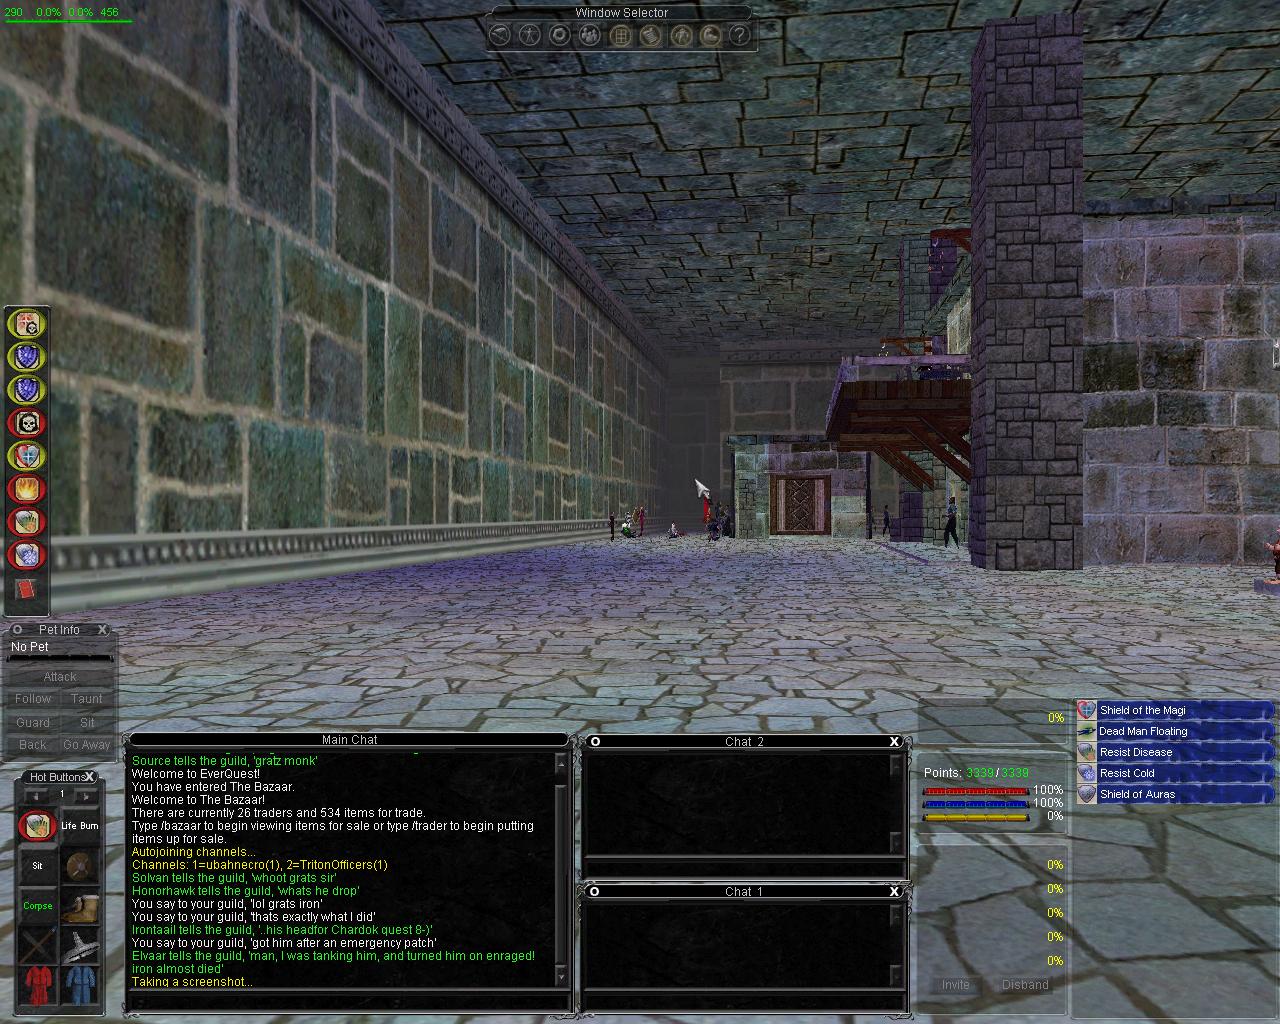 290 0.0% 0.0% 456
Window Selector
?
Pet Info X
No Pet
Attack
Follow Taunt
Guard Sit
Back Go Away
Hot Buttons X
1
Life Burn
Sit
Corpse
Main Chat
Source tells the guild, 'gratz monk'
Welcome to EverQuest!
You have entered The Bazaar.
Welcome to The Bazaar!
There are currently 26 traders and 534 items for trade.
Type /bazaar to begin viewing items for sale or type /trader to begin putting
items up for sale.
Autojoining channels...
Channels: 1=ubahnecro(1), 2=TritonOfficers(1)
Solvan tells the guild, 'whoot grats sir'
Honorhawk tells the guild, 'whats he drop'
You say to your guild, 'lol grats iron'
You say to your guild, 'thats exactly what I did'
Irontaail tells the guild, '..his headfor Chardok quest 8-)'
You say to your guild, 'got him after an emergency patch'
Elvaar tells the guild, 'man, I was tanking him, and turned him on enraged!
iron almost died'
Taking a screenshot...
Chat 2 X
Chat 1 X
0%
Points: 3339/3339
100%
100%
0%
0%
0%
0%
0%
0%
Invite Disband
Shield of the Magi
Dead Man Floating
Resist Disease
Resist Cold
Shield of Auras